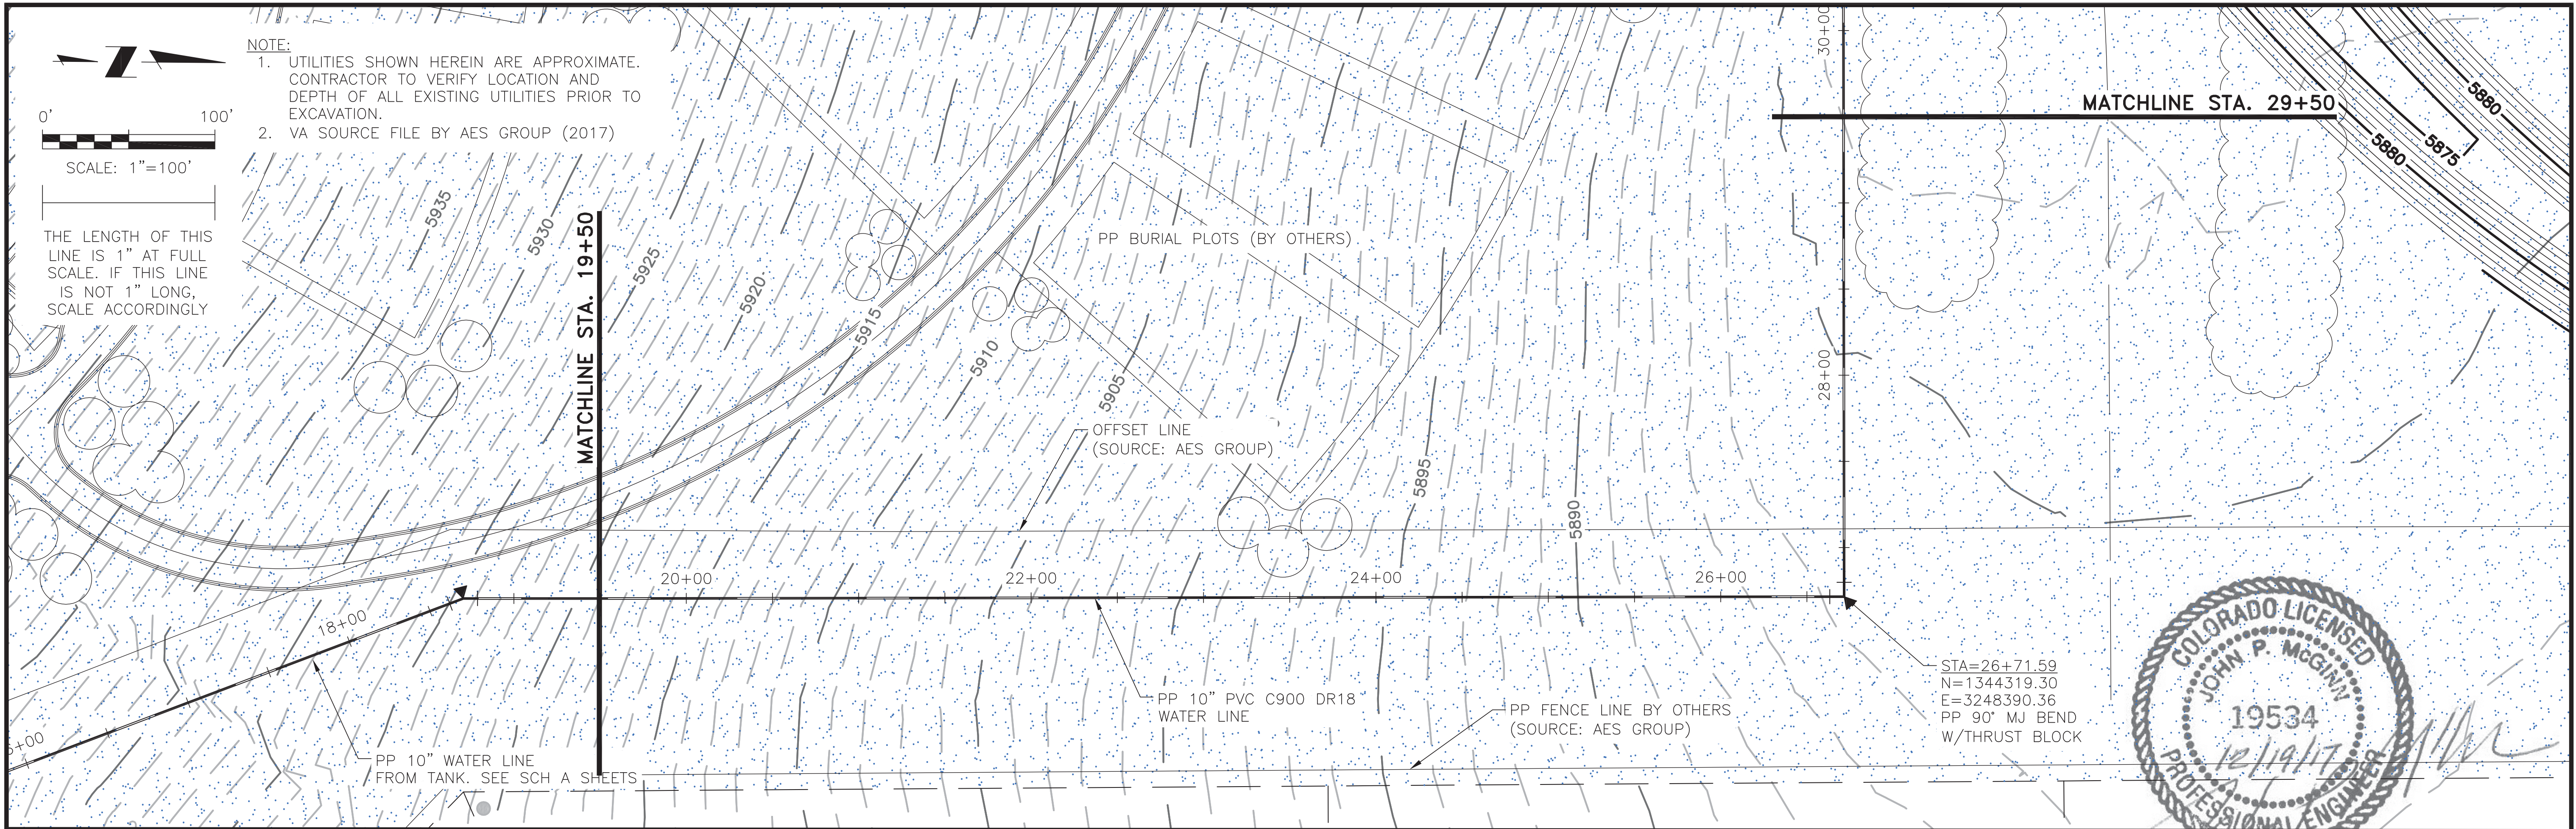 NOTE:
1. UTILITIES SHOWN HEREIN ARE APPROXIMATE.
CONTRACTOR TO VERIFY LOCATION AND
DEPTH OF ALL EXISTING UTILITIES PRIOR TO
EXCAVATION.
2. VA SOURCE FILE BY AES GROUP (2017)
0' 100'
SCALE: 1"=100'
THE LENGTH OF THIS
LINE IS 1" AT FULL
SCALE. IF THIS LINE
IS NOT 1" LONG,
SCALE ACCORDINGLY
5935
5930
MATCHLINE STA. 19+50
5925
5920
5915
5910
5905
5895
5890
PP BURIAL PLOTS (BY OTHERS)
OFFSET LINE
(SOURCE: AES GROUP)
30+00
28+00
MATCHLINE STA. 29+50
5880
5875
5880
18+00
20+00
22+00
24+00
26+00
PP 10" WATER LINE
FROM TANK. SEE SCH A SHEETS
PP 10" PVC C900 DR18
WATER LINE
PP FENCE LINE BY OTHERS
(SOURCE: AES GROUP)
STA=26+71.59
N=1344319.30
E=3248390.36
PP 90° MJ BEND
W/THRUST BLOCK
COLORADO LICENSED
JOHN P. McGINN
19534
12/19/17
PROFESSIONAL ENGINEER